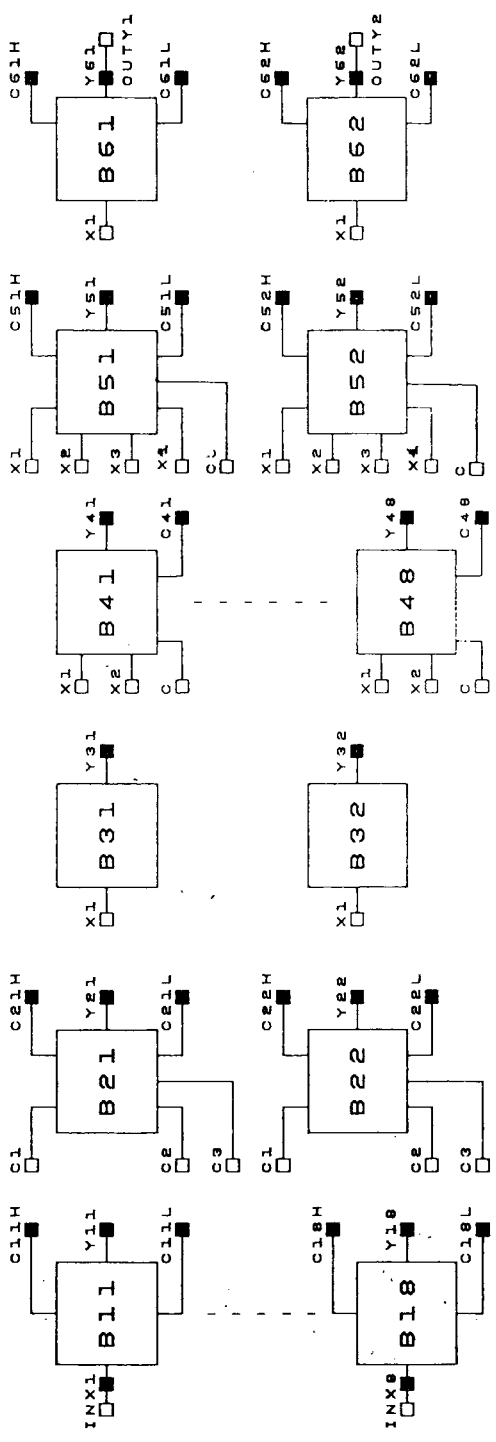 INX1
B11
C11H
Y11
C11L
INX8
B18
C18H
Y18
C18L
C1
C2
C3
B21
C21H
Y21
C21L
C1
C2
C3
B22
C22H
Y22
C22L
X1
B31
Y31
X1
B32
Y32
X1
X2
C
B41
Y41
C41
X1
X2
C
B48
Y48
C48
X1
X2
X3
X4
B51
C51H
Y51
C51L
X1
X2
X3
X4
C
B52
C52H
Y52
C52L
X1
B61
C61H
Y61
OUTY1
C61L
X1
B62
C62H
Y62
OUTY2
C62L